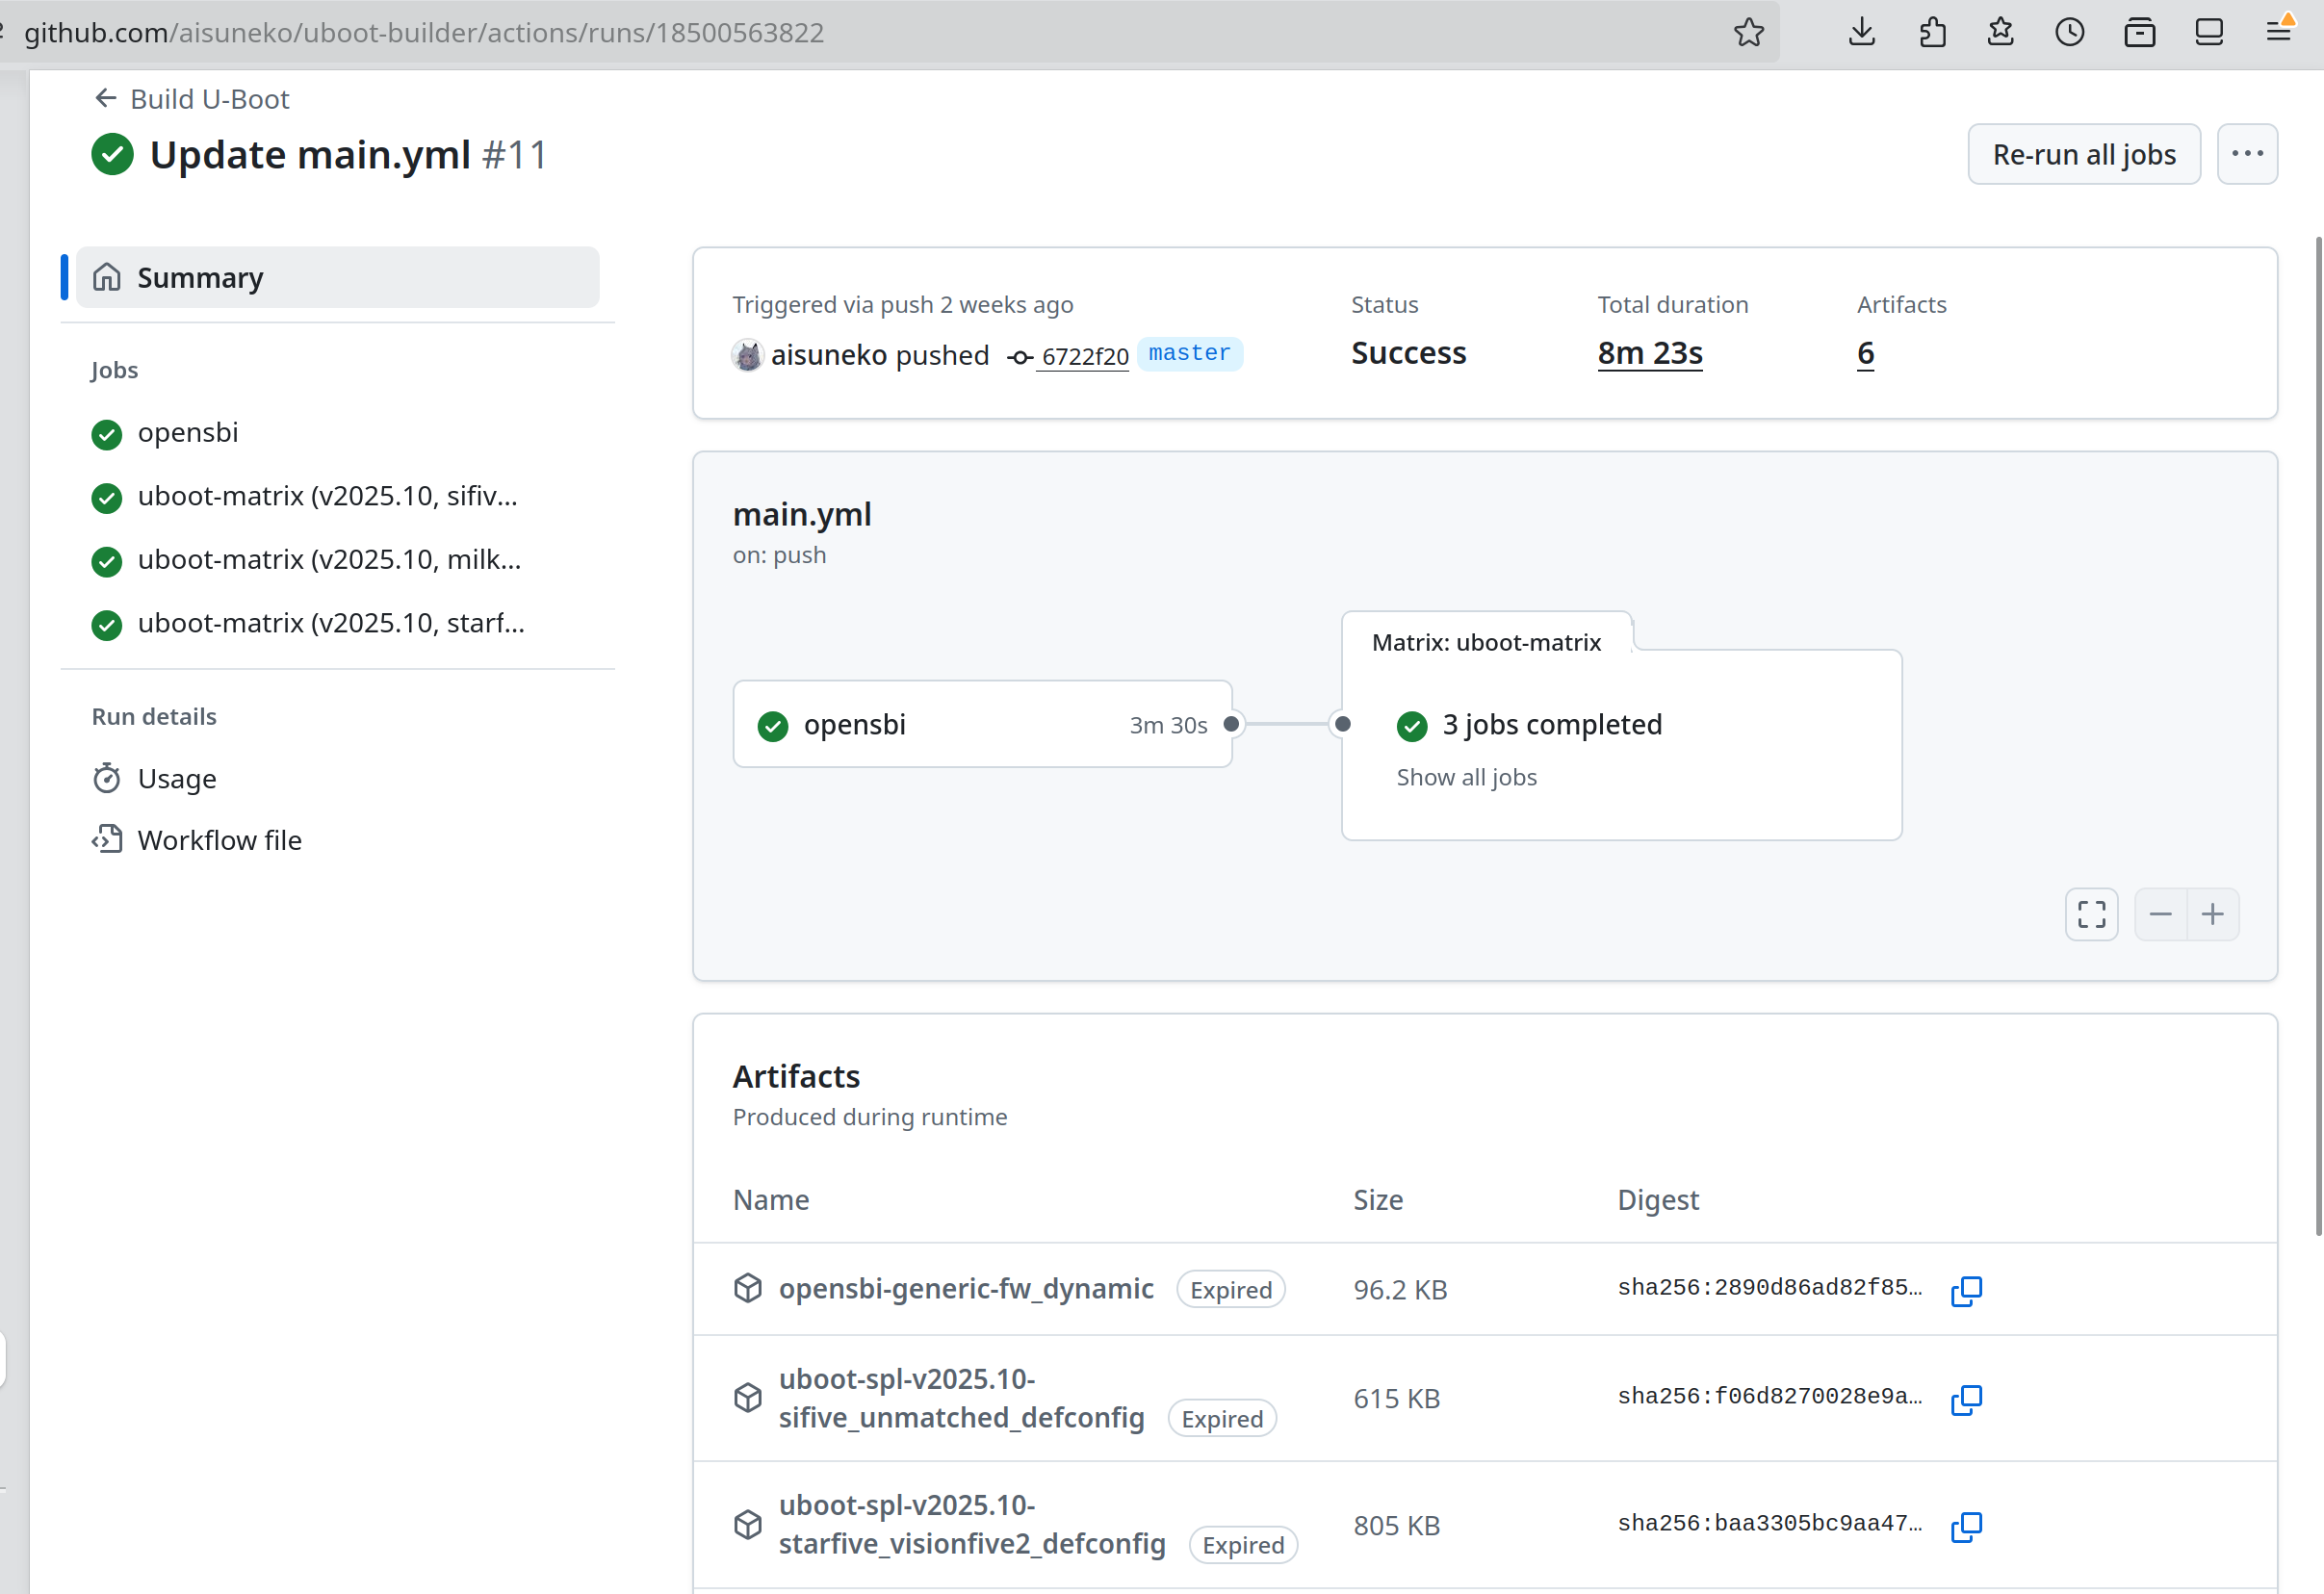 github.com/aisuneko/uboot-builder/actions/runs/18500563822
Build U-Boot
Update main.yml #11
Re-run all jobs
Summary
Jobs
opensbi
uboot-matrix (v2025.10, sifiv...
uboot-matrix (v2025.10, milk...
uboot-matrix (v2025.10, starf...
Run details
Usage
Workflow file
Triggered via push 2 weeks ago
aisuneko pushed 6722f20 master
Status
Success
Total duration
8m 23s
Artifacts
6
main.yml
on: push
opensbi 3m 30s
Matrix: uboot-matrix
3 jobs completed
Show all jobs
Artifacts
Produced during runtime
Name Size Digest
opensbi-generic-fw_dynamic Expired 96.2 KB sha256:2890d86ad82f85...
uboot-spl-v2025.10-
sifive_unmatched_defconfig Expired 615 KB sha256:f06d8270028e9a...
uboot-spl-v2025.10-
starfive_visionfive2_defconfig Expired 805 KB sha256:baa3305bc9aa47...